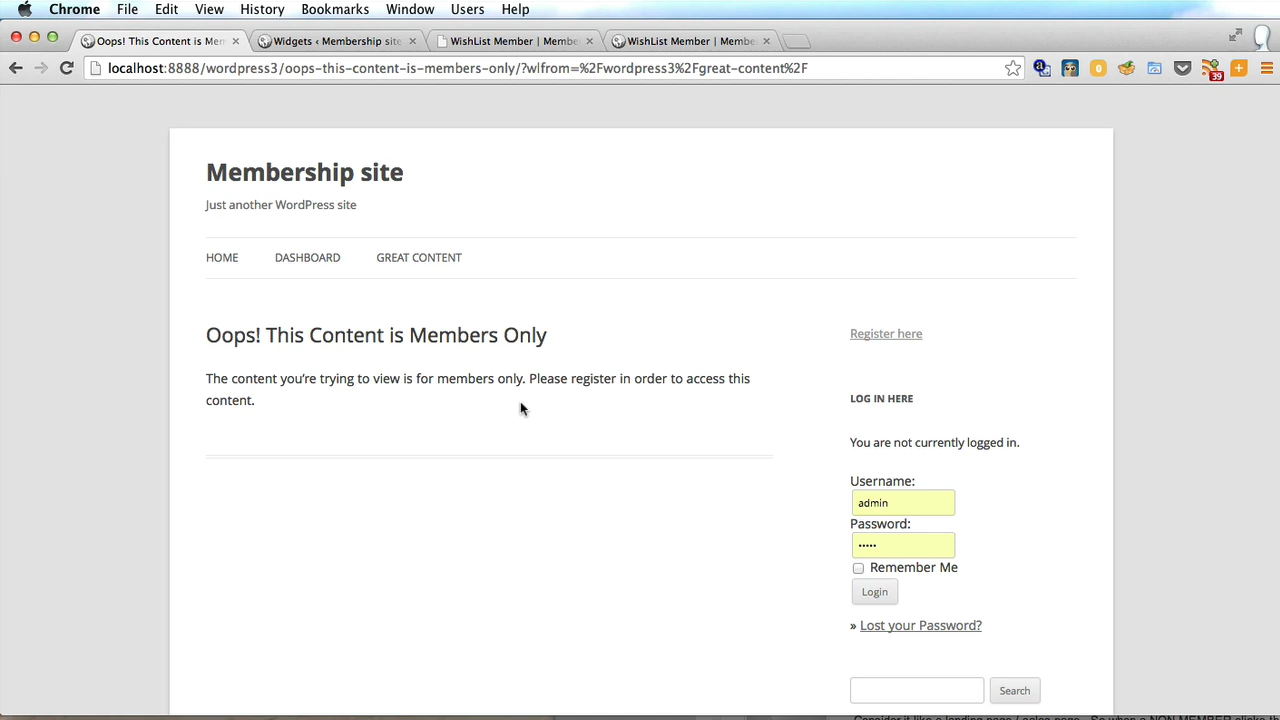 Chrome File Edit View History Bookmarks Window Users Help
Oops! This Content is Mem
Widgets ‹ Membership site
WishList Member | Membe
WishList Member | Membe
localhost:8888/wordpress3/oops-this-content-is-members-only/?wlfrom=%2Fwordpress3%2Fgreat-content%2F
39
Membership site
Just another WordPress site
HOME DASHBOARD GREAT CONTENT
Oops! This Content is Members Only
The content you're trying to view is for members only. Please register in order to access this
content.
Register here
LOG IN HERE
You are not currently logged in.
Username:
admin
Password:
•••••
Remember Me
Login
» Lost your Password?
Search